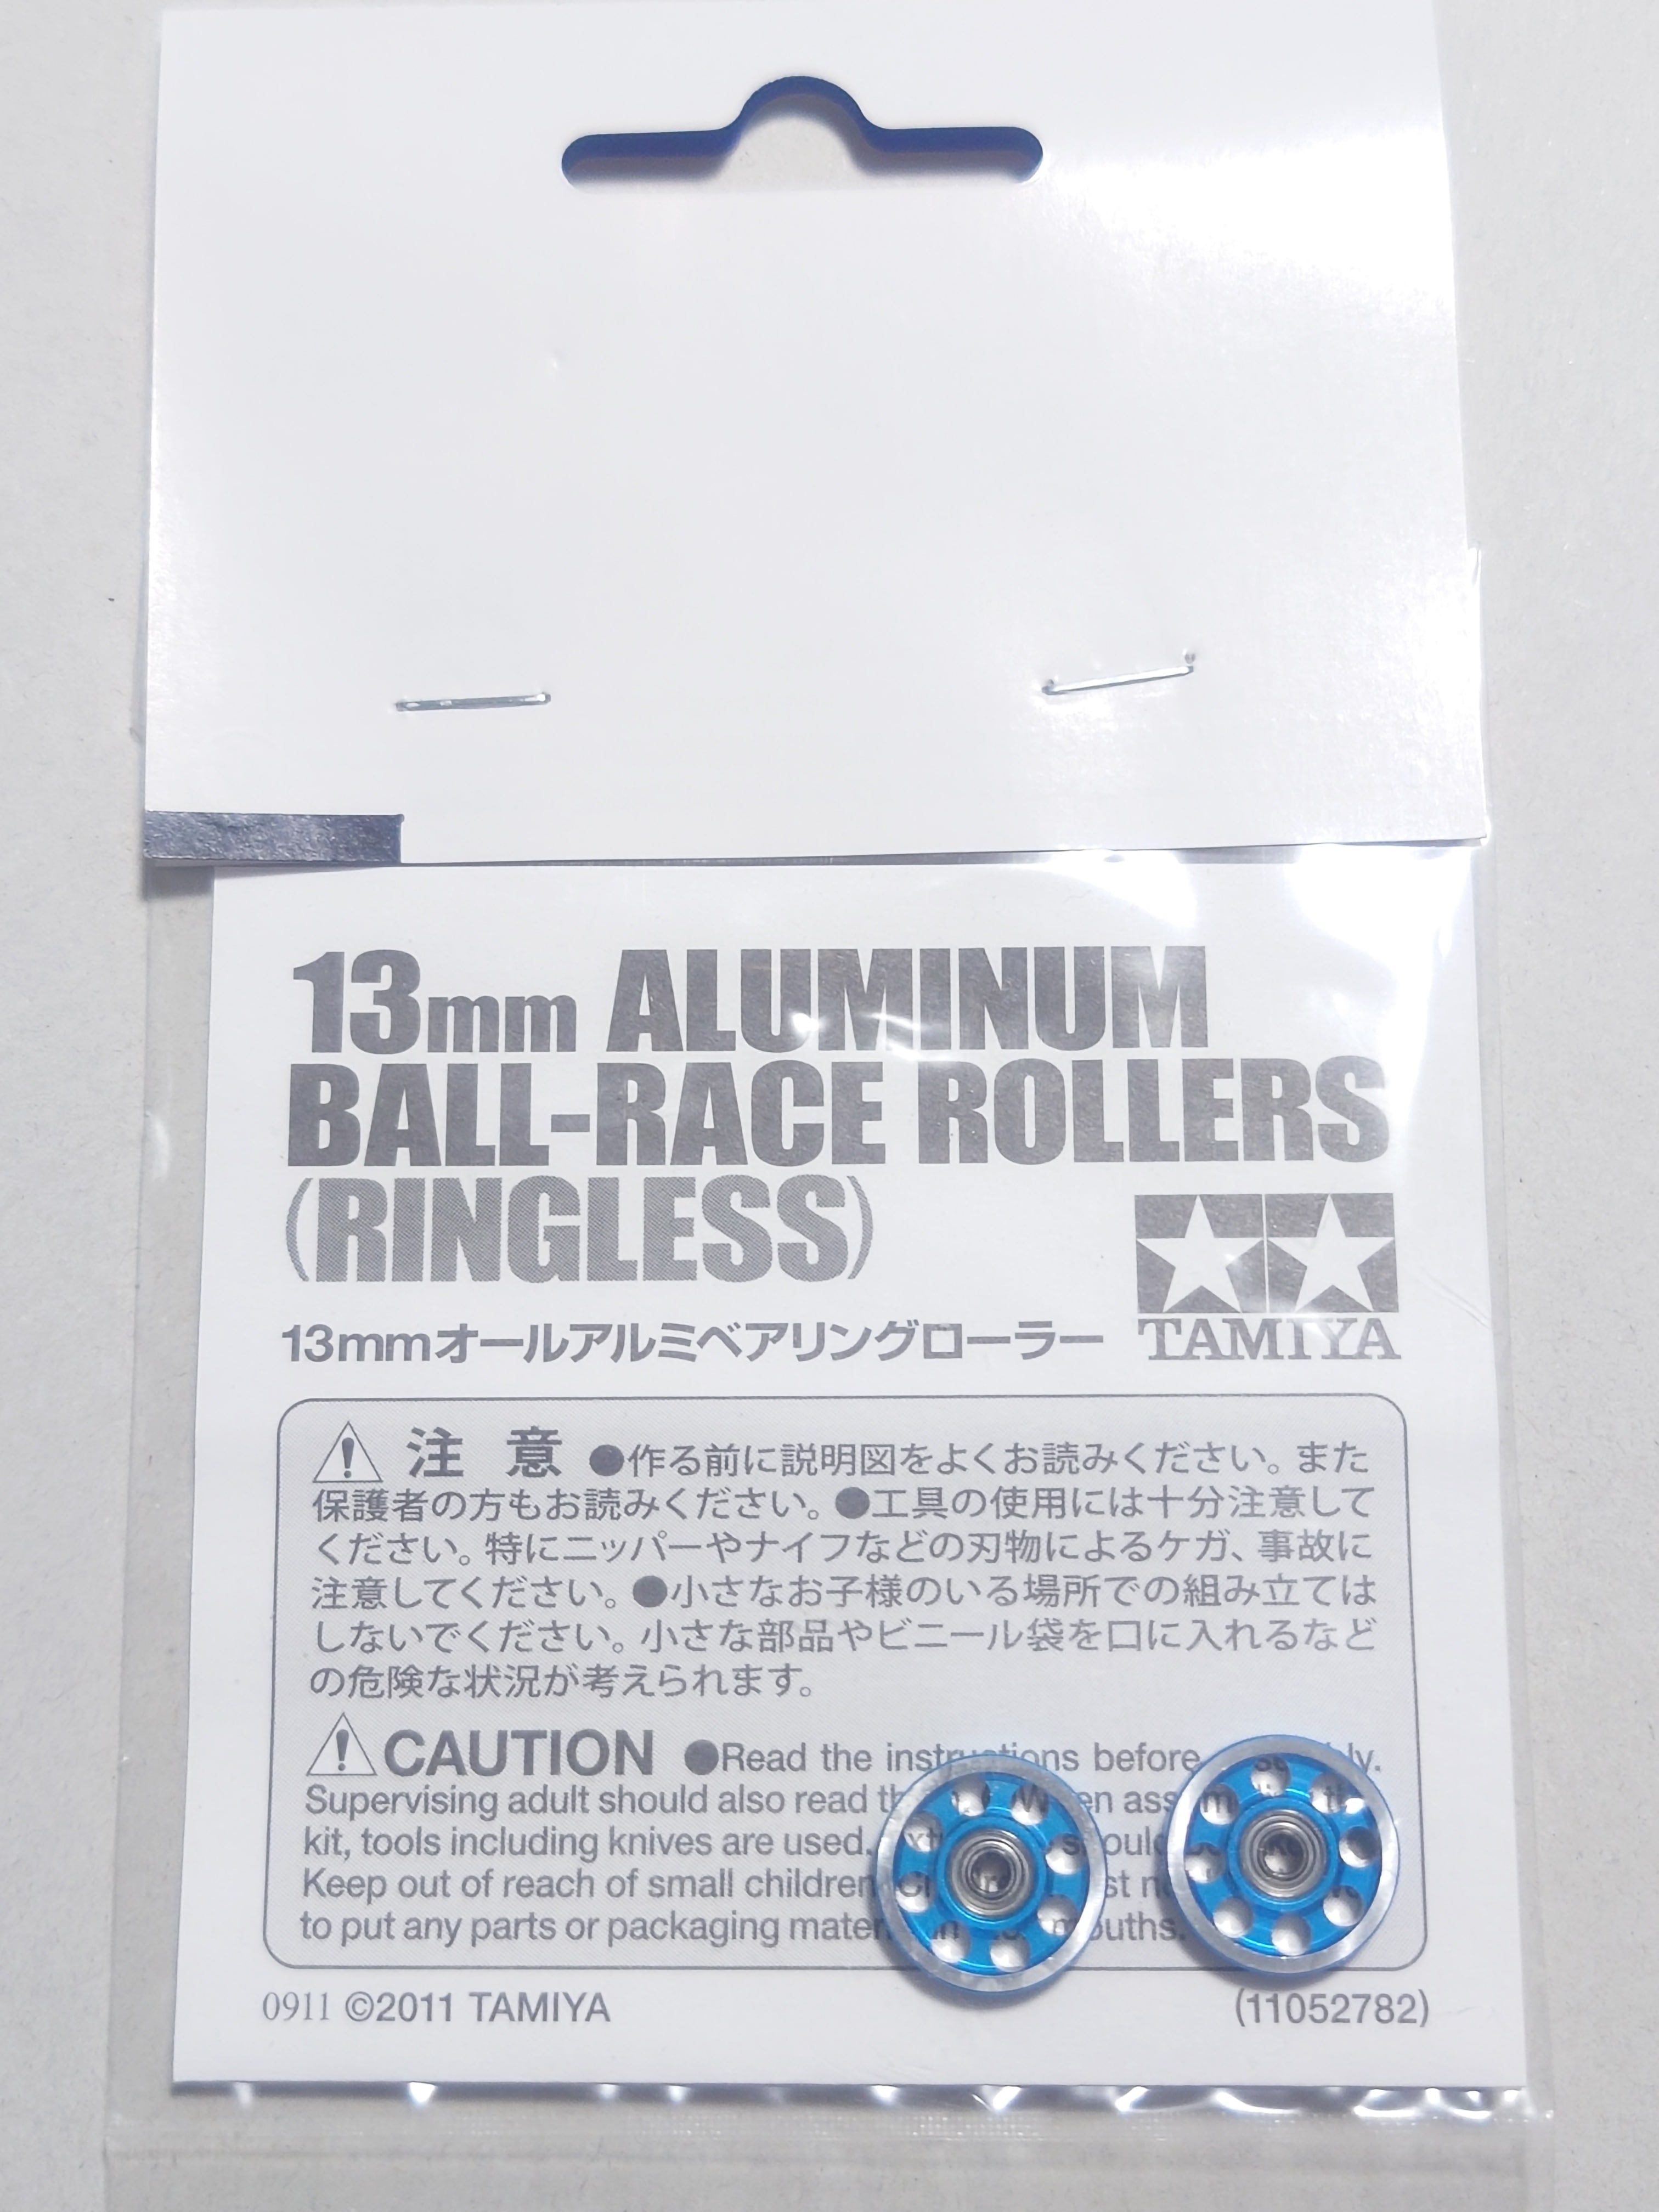 13mm ALUMINUM
BALL-RACE ROLLERS
(RINGLESS)
TAMIYA
13mmオールアルミベアリングローラー
注 意 ●作る前に説明図をよくお読みください。また
保護者の方もお読みください。●工具の使用には十分注意して
ください。特にニッパーやナイフなどの刃物によるケガ、事故に
注意してください。●小さなお子様のいる場所での組み立ては
しないでください。小さな部品やビニール袋を口に入れるなど
の危険な状況が考えられます。
CAUTION ●Read the instructions before
Supervising adult should also read
kit, tools including knives are used.
Keep out of reach of small children
to put any parts or packaging mouths.
0911 ©2011 TAMIYA
(11052782)